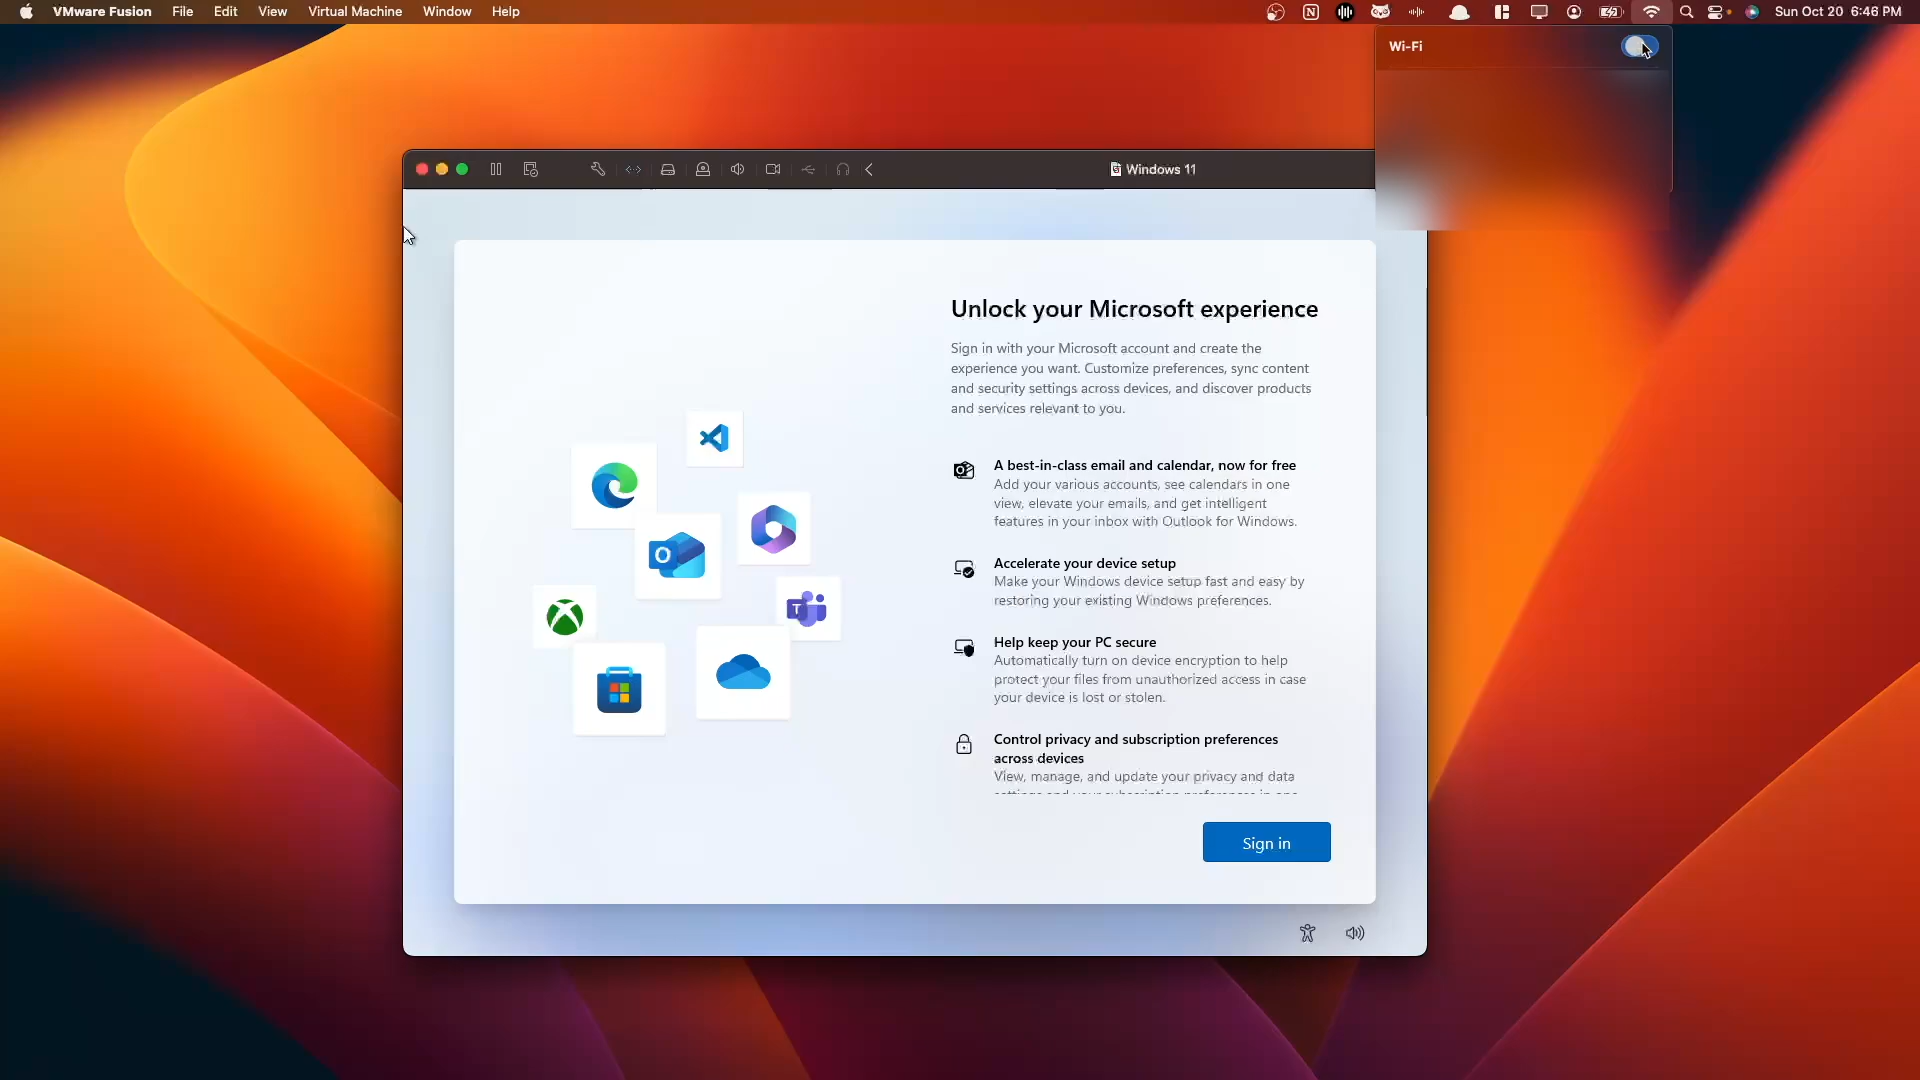 VMware Fusion File Edit View Virtual Machine Window Help
Sun Oct 20 6:46 PM
Wi-Fi
Windows 11
Unlock your Microsoft experience
Sign in with your Microsoft account and create the
experience you want. Customize preferences, sync content
and security settings across devices, and discover products
and services relevant to you.
A best-in-class email and calendar, now for free
Add your various accounts, see calendars in one
view, elevate your emails, and get intelligent
features in your inbox with Outlook for Windows.
Accelerate your device setup
Make your Windows device setup fast and easy by
restoring your existing Windows preferences.
Help keep your PC secure
Automatically turn on device encryption to help
protect your files from unauthorized access in case
your device is lost or stolen.
Control privacy and subscription preferences
across devices
View, manage, and update your privacy and data
Sign in